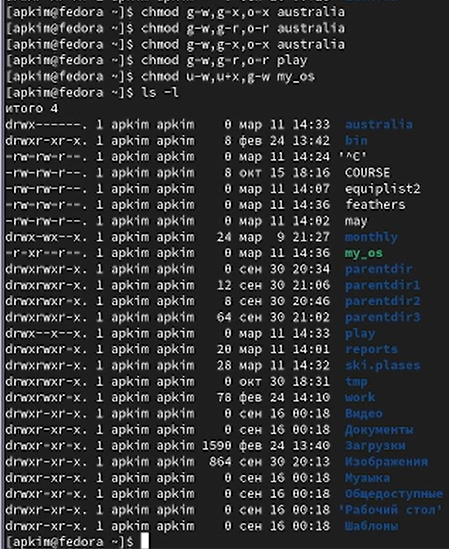 [apkim@fedora ~]$ chmod g-w,g-x,o-x australia
[apkim@fedora ~]$ chmod g-w,g-r,o-r australia
[apkim@fedora ~]$ chmod g-w,g-x,o-x australia
[apkim@fedora ~]$ chmod g-w,g-r,o-r play
[apkim@fedora ~]$ chmod u-w,u+x,g-w my_os
[apkim@fedora ~]$ ls -l
итого 4
drwx------. 1 apkim apkim 0 мар 11 14:33 australia
drwxr-xr-x. 1 apkim apkim 8 фев 24 13:42 bin
-rw-rw-r--. 1 apkim apkim 0 мар 11 14:24 '^C'
-rw-rw-r--. 1 apkim apkim 8 окт 15 18:16 COURSE
-rw-rw-r--. 1 apkim apkim 0 мар 11 14:07 equiplist2
-rw-rw-r--. 1 apkim apkim 0 мар 11 14:36 feathers
-rw-rw-r--. 1 apkim apkim 0 мар 11 14:02 may
drwx-wx--x. 1 apkim apkim 24 мар 9 21:27 monthly
-r-xr--r--. 1 apkim apkim 0 мар 11 14:36 my_os
drwxrwxr-x. 1 apkim apkim 0 сен 30 20:34 parentdir
drwxrwxr-x. 1 apkim apkim 12 сен 30 21:06 parentdir1
drwxrwxr-x. 1 apkim apkim 8 сен 30 20:46 parentdir2
drwxrwxr-x. 1 apkim apkim 64 сен 30 21:02 parentdir3
drwx--x--x. 1 apkim apkim 0 мар 11 14:33 play
drwxrwxr-x. 1 apkim apkim 20 мар 11 14:01 reports
drwxrwxr-x. 1 apkim apkim 28 мар 11 14:32 ski.plases
drwxrwxr-x. 1 apkim apkim 0 окт 30 18:31 tmp
drwxr-xr-x. 1 apkim apkim 78 фев 24 14:10 work
drwxr-xr-x. 1 apkim apkim 0 сен 16 00:18 Видео
drwxr-xr-x. 1 apkim apkim 0 сен 16 00:18 Документы
drwxr-xr-x. 1 apkim apkim 1590 фев 24 13:40 Загрузки
drwxr-xr-x. 1 apkim apkim 864 сен 30 20:13 Изображения
drwxr-xr-x. 1 apkim apkim 0 сен 16 00:18 Музыка
drwxr-xr-x. 1 apkim apkim 0 сен 16 00:18 Общедоступные
drwxr-xr-x. 1 apkim apkim 0 сен 16 00:18 'Рабочий стол'
drwxr-xr-x. 1 apkim apkim 0 сен 16 00:18 Шаблоны
[apkim@fedora ~]$